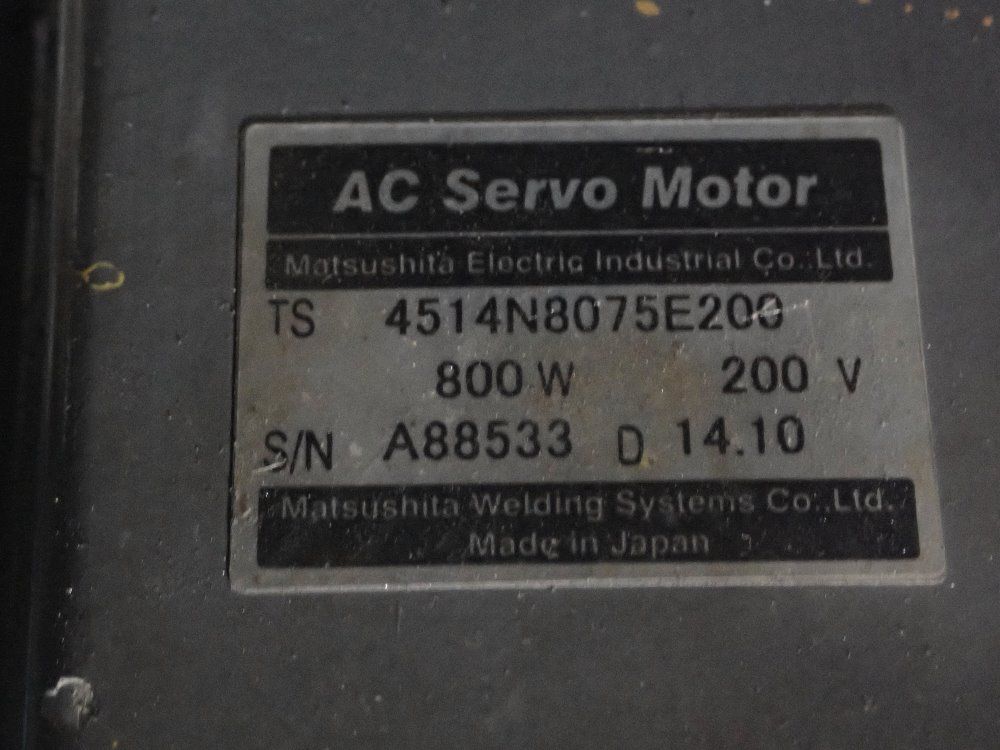 AC Servo Motor
Matsushita Electric Industrial Co.,Ltd.
TS 4514N8075E200
800 W 200 V
S/N A88533 D 14.10
Matsushita Welding Systems Co.,Ltd.
Made in Japan